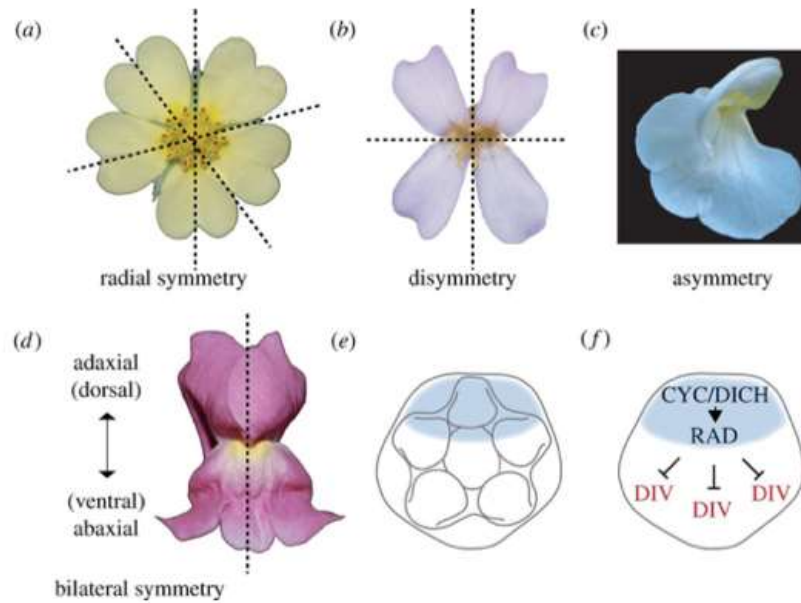 (a)
(b)
(c)
radial symmetry
disymmetry
asymmetry
(d)
adaxial
(dorsal)
(ventral)
abaxial
bilateral symmetry
(e)
(f)
CYC/DICH
RAD
DIV
DIV
DIV